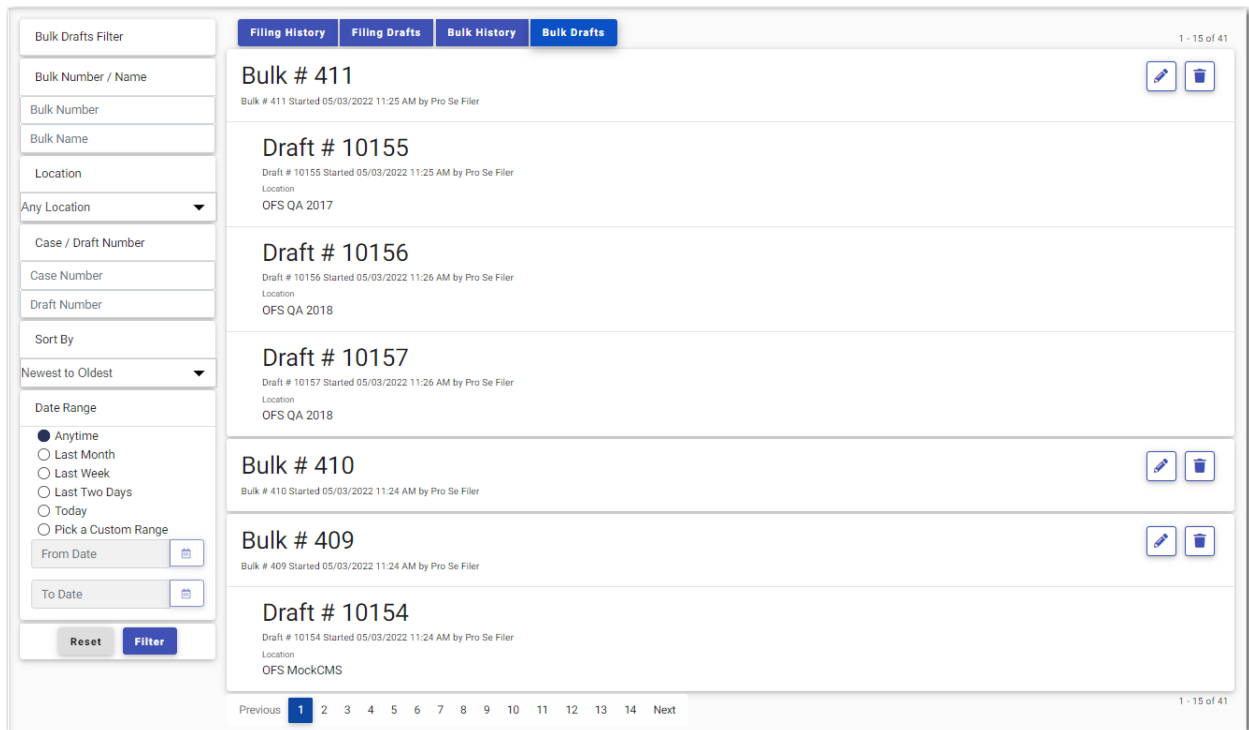 Bulk Drafts Filter
Bulk Number / Name
Bulk Number
Bulk Name
Location
Any Location
Case / Draft Number
Case Number
Draft Number
Sort By
Newest to Oldest
Date Range
Anytime
Last Month
Last Week
Last Two Days
Today
Pick a Custom Range
From Date
To Date
Reset Filter
Filing History Filing Drafts Bulk History Bulk Drafts
1 - 15 of 41
Bulk # 411
Bulk # 411 Started 05/03/2022 11:25 AM by Pro Se Filer
Draft # 10155
Draft # 10155 Started 05/03/2022 11:25 AM by Pro Se Filer
Location
OFS QA 2017
Draft # 10156
Draft # 10156 Started 05/03/2022 11:26 AM by Pro Se Filer
Location
OFS QA 2018
Draft # 10157
Draft # 10157 Started 05/03/2022 11:26 AM by Pro Se Filer
Location
OFS QA 2018
Bulk # 410
Bulk # 410 Started 05/03/2022 11:24 AM by Pro Se Filer
Bulk # 409
Bulk # 409 Started 05/03/2022 11:24 AM by Pro Se Filer
Draft # 10154
Draft # 10154 Started 05/03/2022 11:24 AM by Pro Se Filer
Location
OFS MockCMS
Previous 1 2 3 4 5 6 7 8 9 10 11 12 13 14 Next
1 - 15 of 41